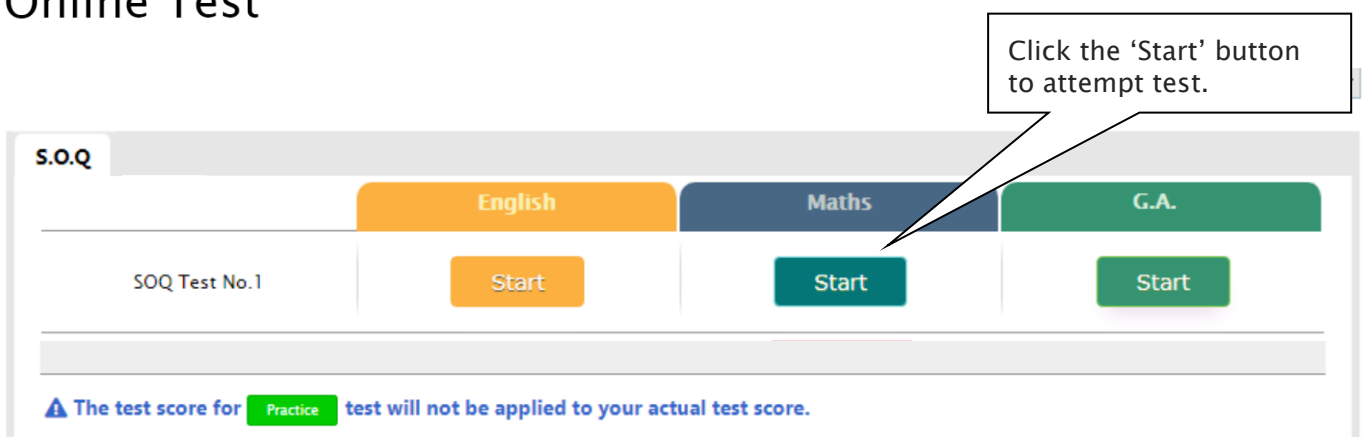 Online Test
Click the ‘Start’ button
to attempt test.
S.O.Q
English Maths G.A.
SOQ Test No.1 Start Start Start
The test score for Practice test will not be applied to your actual test score.